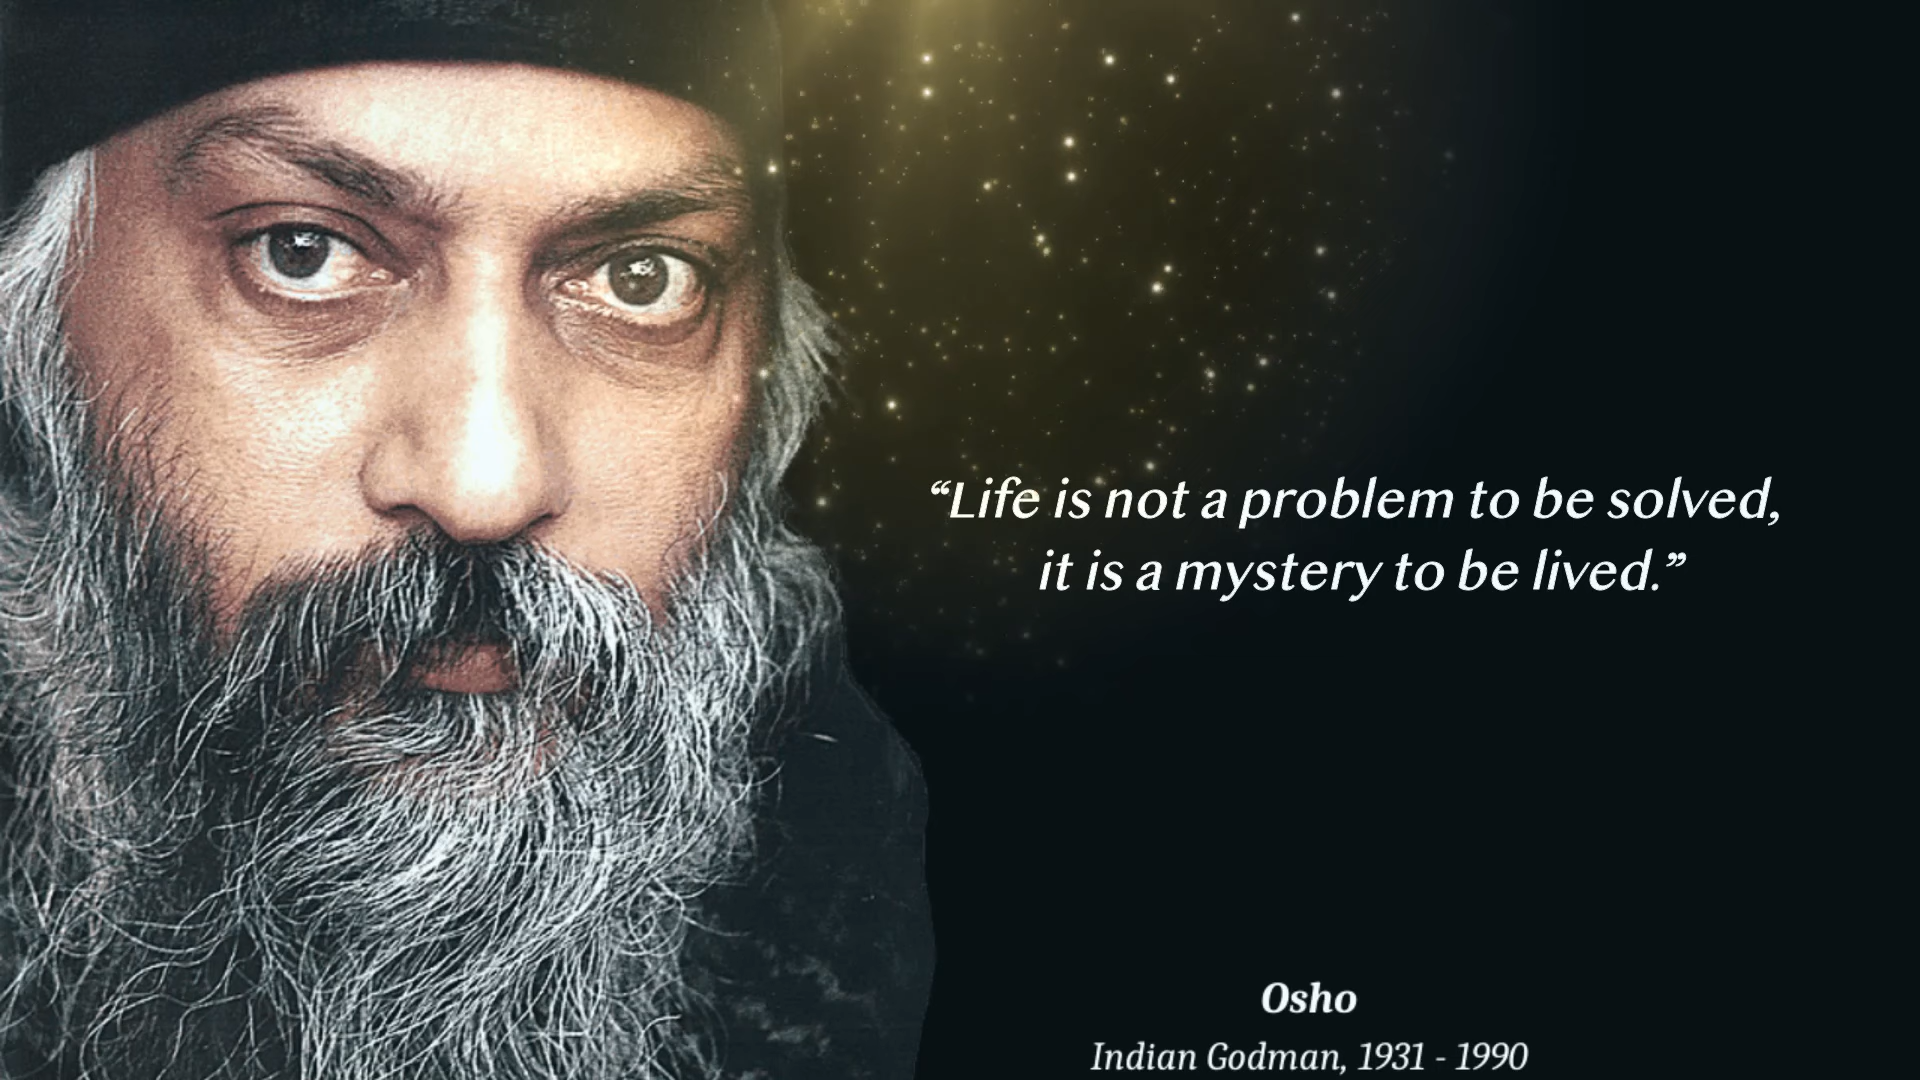 “Life is not a problem to be solved,
it is a mystery to be lived.”
Osho
Indian Godman, 1931 - 1990